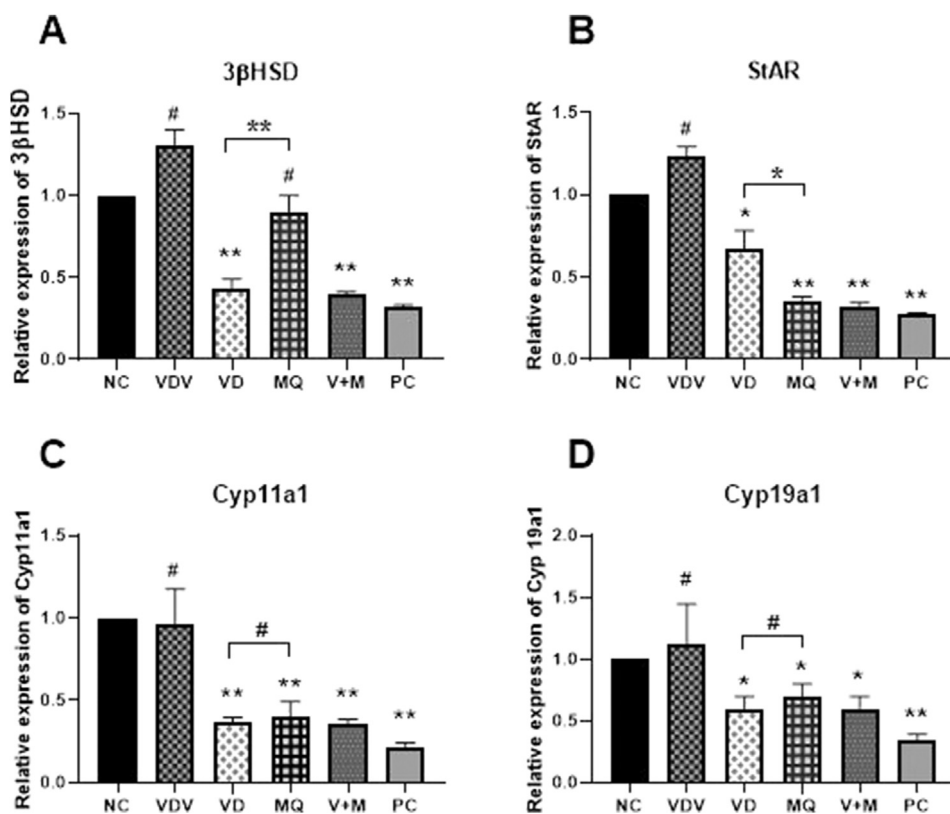 A
3βHSD
Relative expression of 3βHSD
1.5
1.0
0.5
0.0
#
**
**
#
**
**
NC VDV VD MQ V+M PC
B
StAR
Relative expression of StAR
1.5
1.0
0.5
0.0
#
*
*
**
**
**
NC VDV VD MQ V+M PC
C
Cyp11a1
Relative expression of Cyp11a1
1.5
1.0
0.5
0.0
#
#
**
**
**
**
NC VDV VD MQ V+M PC
D
Cyp19a1
Relative expression of Cyp 19a1
2.0
1.5
1.0
0.5
0.0
#
#
*
*
*
**
NC VDV VD MQ V+M PC